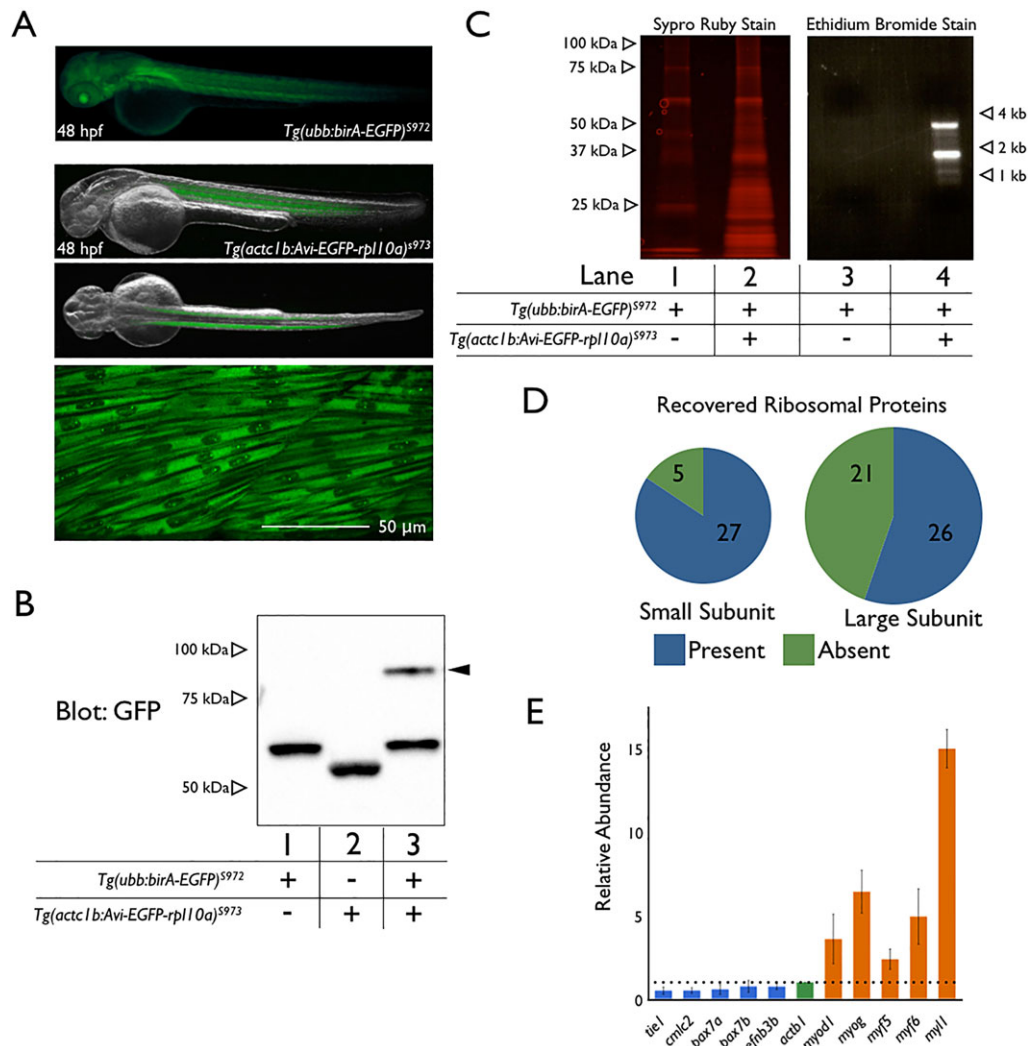 A
48 hpf
Tg(ubb:birA-EGFP)S972
48 hpf
Tg(actc1b:Avi-EGFP-rpl10a)s973
50 µm
B
Blot: GFP
100 kDa
75 kDa
50 kDa
1 2 3
Tg(ubb:birA-EGFP)S972 + - +
Tg(actc1b:Avi-EGFP-rpl10a)S973 - + +
C
Sypro Ruby Stain Ethidium Bromide Stain
100 kDa
75 kDa
50 kDa
37 kDa
25 kDa
4 kb
2 kb
1 kb
Lane 1 2 3 4
Tg(ubb:birA-EGFP)S972 + + + +
Tg(actc1b:Avi-EGFP-rpl10a)S973 - + - +
D
Recovered Ribosomal Proteins
5
27
21
26
Small Subunit Large Subunit
Present Absent
E
Relative Abundance
15
10
5
0
tie1 cmlc2 pax7a pax7b efnb3b actb1 myod1 myog myf5 myf6 myl1